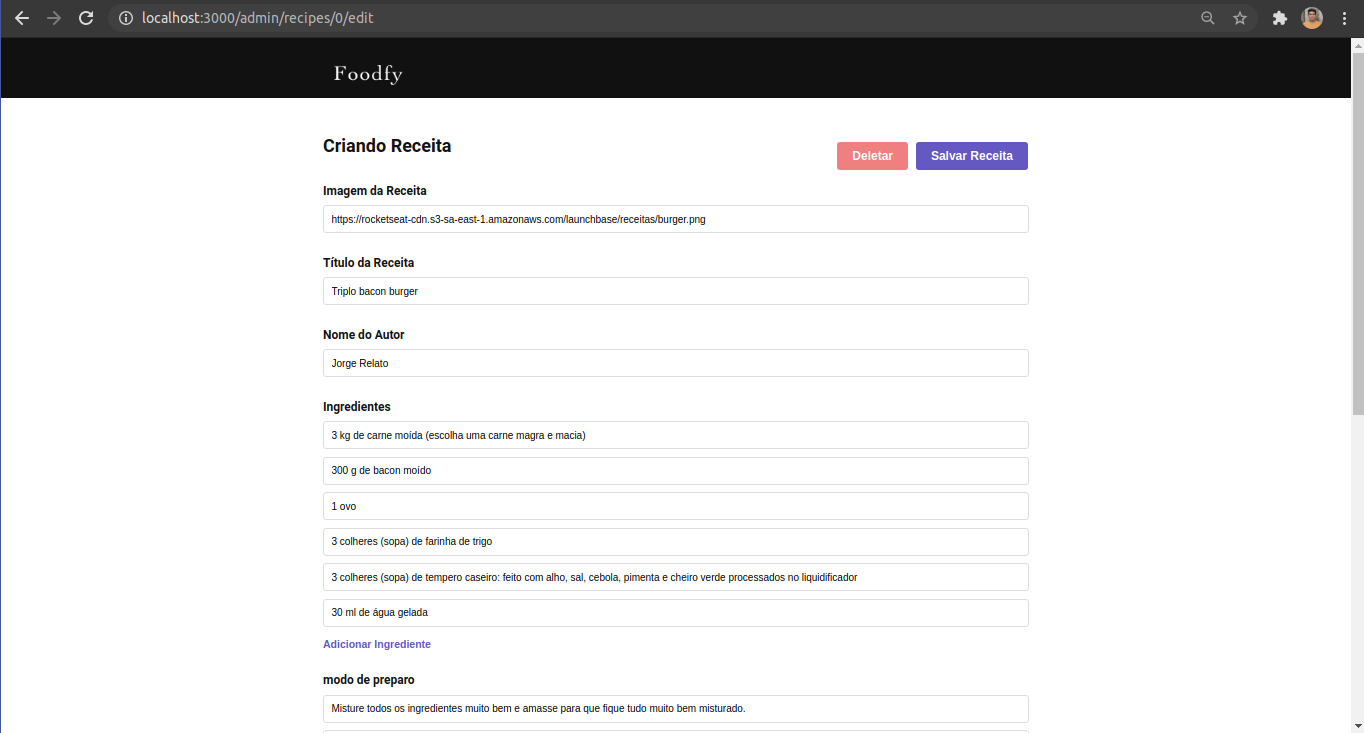 localhost:3000/admin/recipes/0/edit
Foodfy
Criando Receita
Deletar
Salvar Receita
Imagem da Receita
https://rocketseat-cdn.s3-sa-east-1.amazonaws.com/launchbase/receitas/burger.png
Título da Receita
Triplo bacon burger
Nome do Autor
Jorge Relato
Ingredientes
3 kg de carne moída (escolha uma carne magra e macia)
300 g de bacon moído
1 ovo
3 colheres (sopa) de farinha de trigo
3 colheres (sopa) de tempero caseiro: feito com alho, sal, cebola, pimenta e cheiro verde processados no liquidificador
30 ml de água gelada
Adicionar Ingrediente
modo de preparo
Misture todos os ingredientes muito bem e amasse para que fique tudo muito bem misturado.